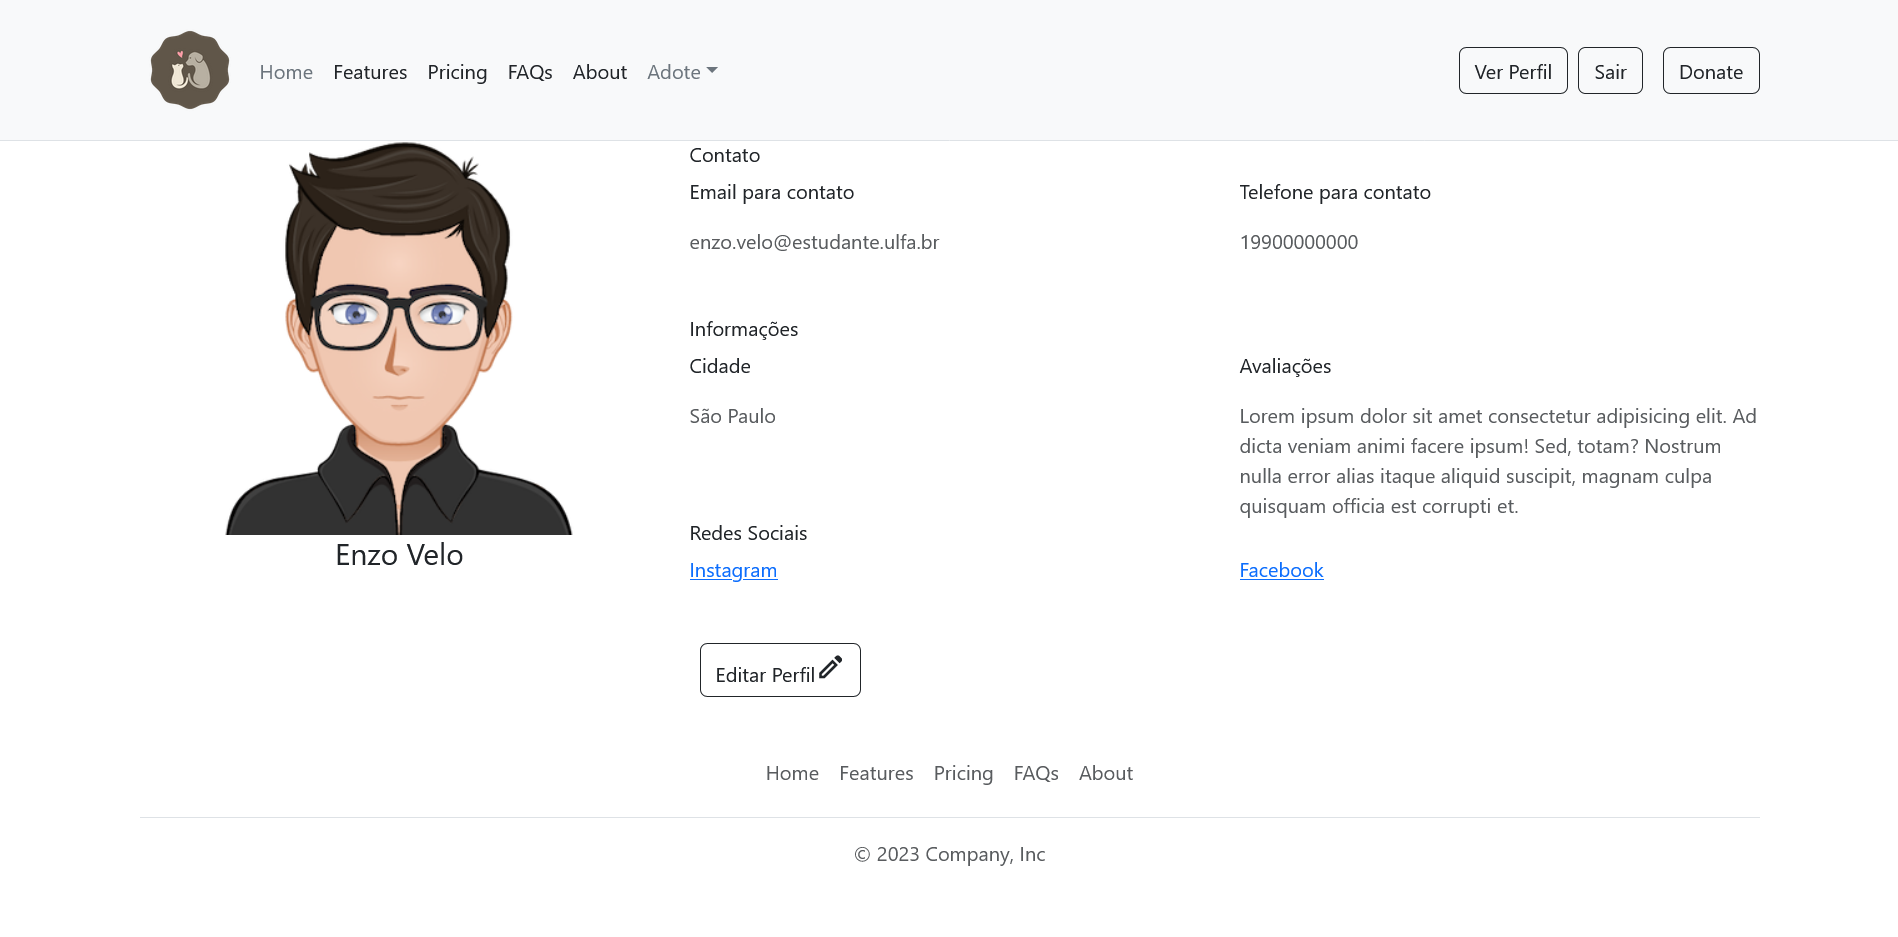 Home Features Pricing FAQs About Adote Ver Perfil Sair Donate
Contato
Email para contato
Telefone para contato
enzo.velo@estudante.ulfa.br
19900000000
Informações
Cidade
Avaliações
São Paulo
Lorem ipsum dolor sit amet consectetur adipisicing elit. Ad
dicta veniam animi facere ipsum! Sed, totam? Nostrum
nulla error alias itaque aliquid suscipit, magnam culpa
quisquam officia est corrupti et.
Redes Sociais
Enzo Velo
Instagram
Facebook
Editar Perfil
Home Features Pricing FAQs About
© 2023 Company, Inc